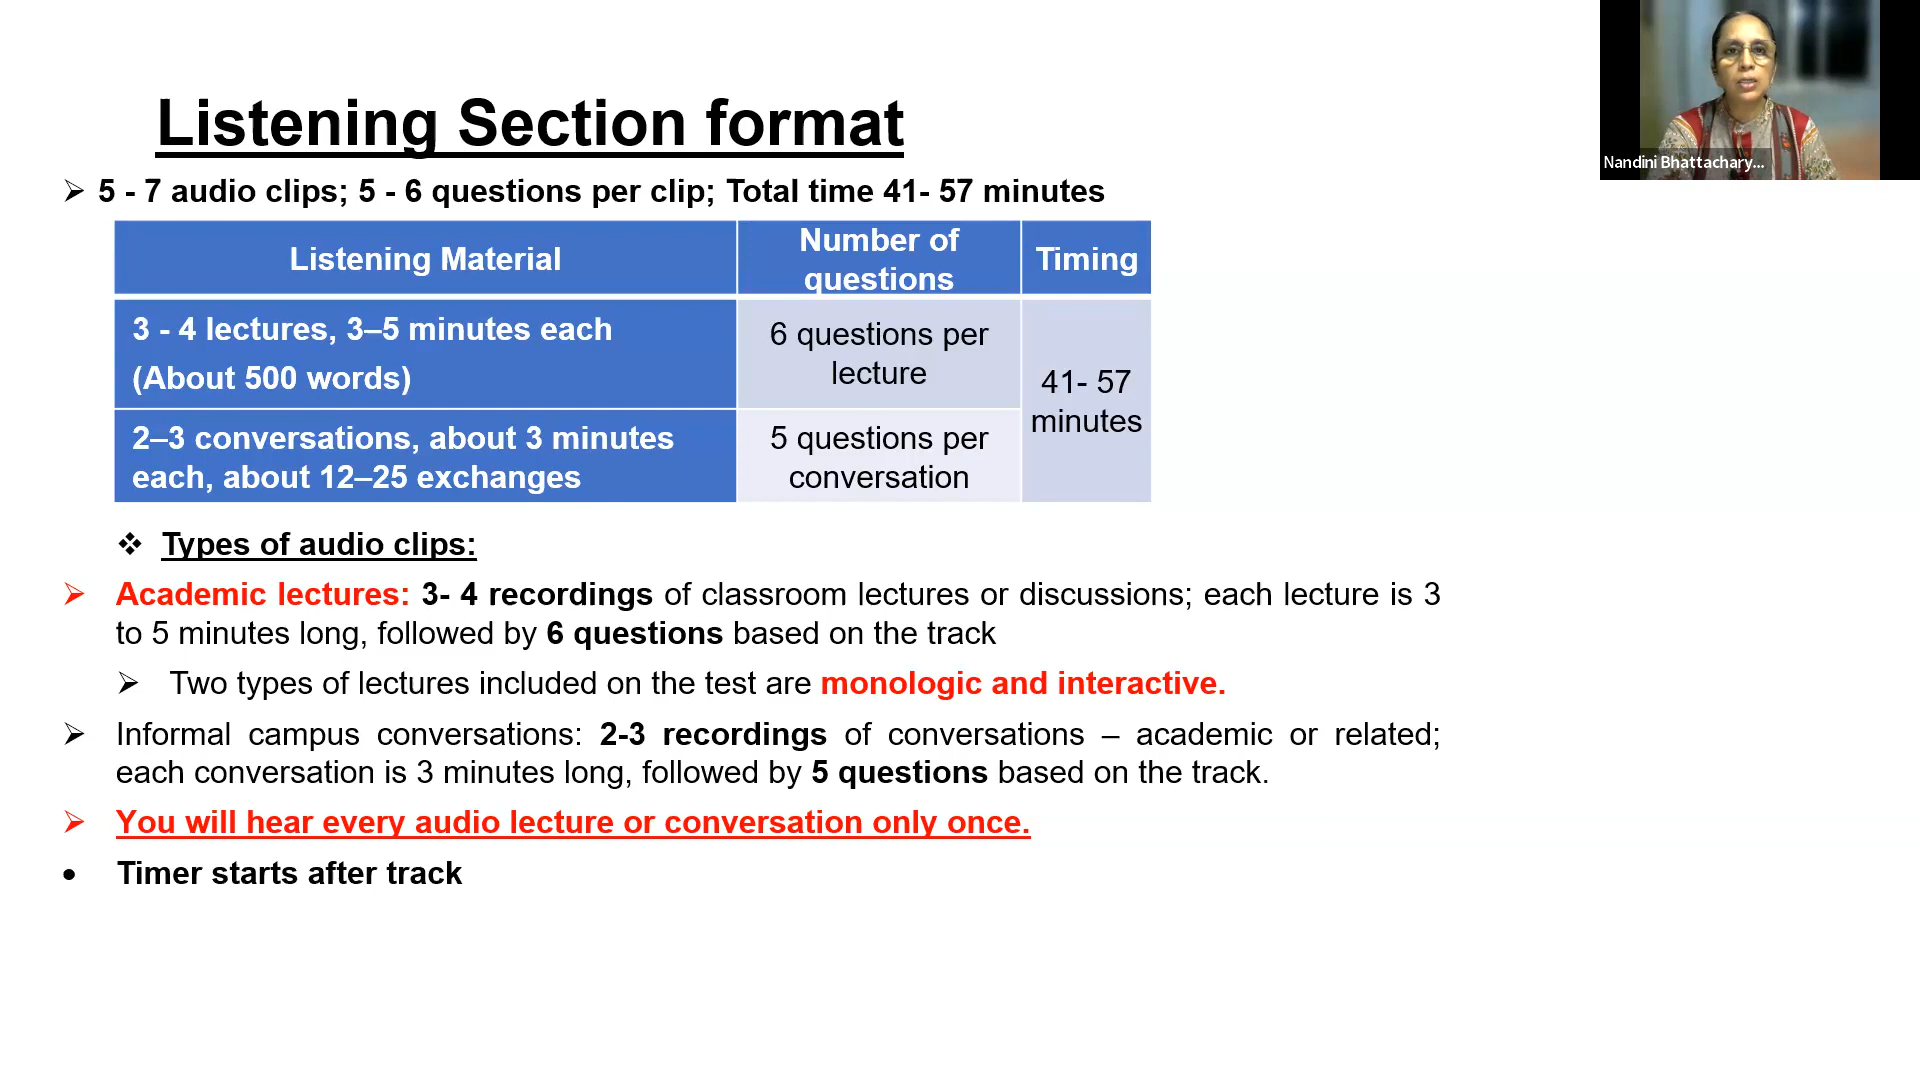 Listening Section format
➢ 5 - 7 audio clips; 5 - 6 questions per clip; Total time 41- 57 minutes
Listening Material
Number of
questions
Timing
3 - 4 lectures, 3–5 minutes each
(About 500 words)
6 questions per
lecture
41- 57
minutes
2–3 conversations, about 3 minutes
each, about 12–25 exchanges
5 questions per
conversation
❖ Types of audio clips:
➢ Academic lectures: 3- 4 recordings of classroom lectures or discussions; each lecture is 3
to 5 minutes long, followed by 6 questions based on the track
➢ Two types of lectures included on the test are monologic and interactive.
➢ Informal campus conversations: 2-3 recordings of conversations – academic or related;
each conversation is 3 minutes long, followed by 5 questions based on the track.
➢ You will hear every audio lecture or conversation only once.
• Timer starts after track
Nandini Bhattachary...